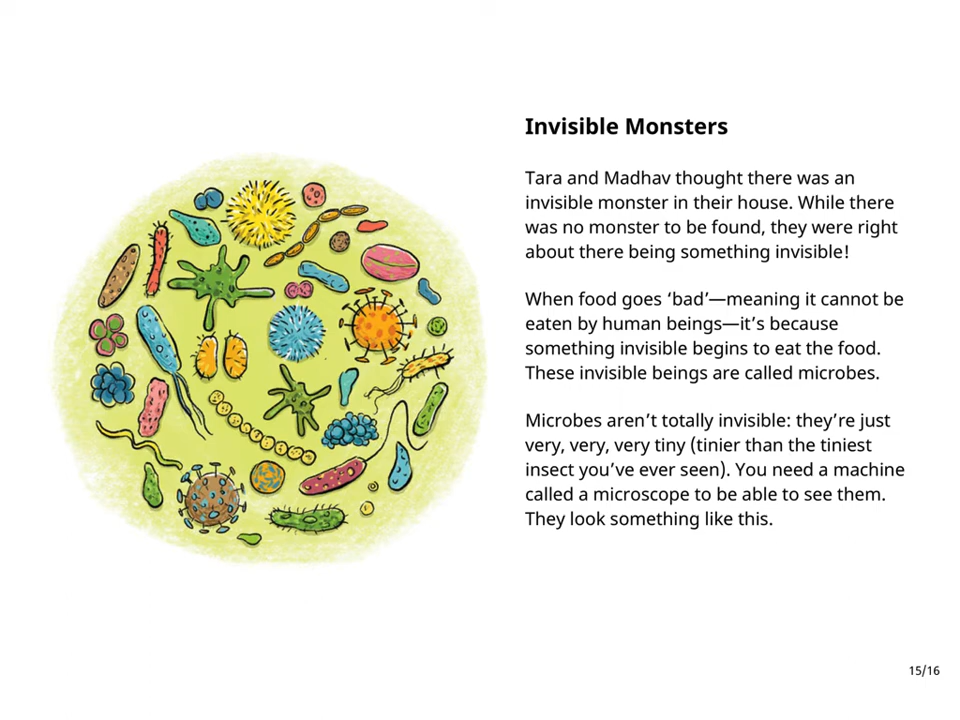 Invisible Monsters
Tara and Madhav thought there was an
invisible monster in their house. While there
was no monster to be found, they were right
about there being something invisible!
When food goes ‘bad’—meaning it cannot be
eaten by human beings—it’s because
something invisible begins to eat the food.
These invisible beings are called microbes.
Microbes aren’t totally invisible: they’re just
very, very, very tiny (tinier than the tiniest
insect you’ve ever seen). You need a machine
called a microscope to be able to see them.
They look something like this.
15/16